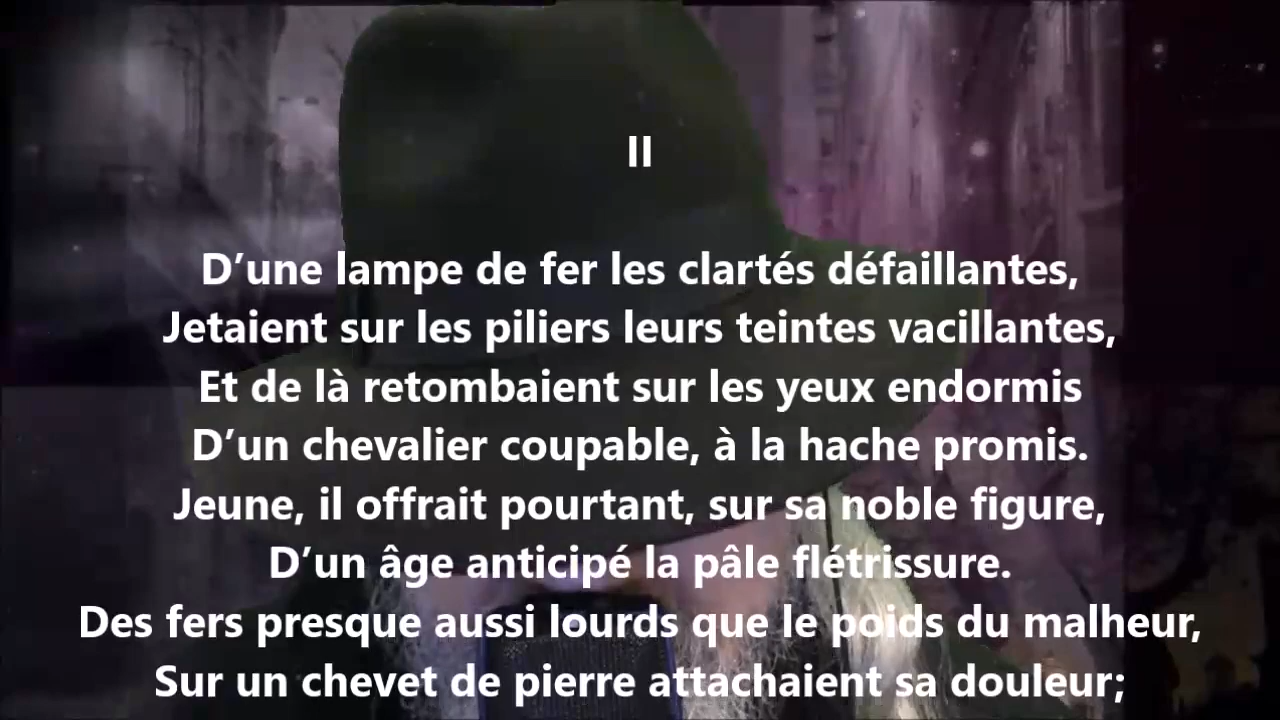 II
D’une lampe de fer les clartés défaillantes,
Jetaient sur les piliers leurs teintes vacillantes,
Et de là retombaient sur les yeux endormis
D’un chevalier coupable, à la hache promis.
Jeune, il offrait pourtant, sur sa noble figure,
D’un âge anticipé la pâle flétrissure.
Des fers presque aussi lourds que le poids du malheur,
Sur un chevet de pierre attachaient sa douleur;